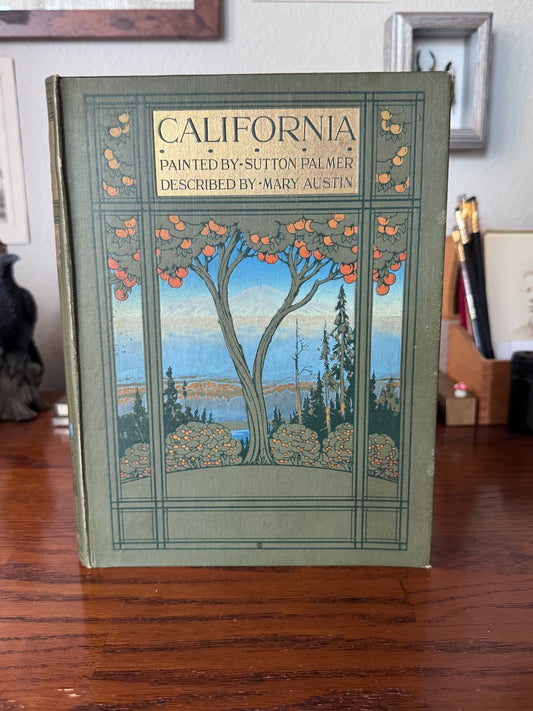 CALIFORNIA
PAINTED BY·SUTTON PALMER
DESCRIBED BY·MARY AUSTIN